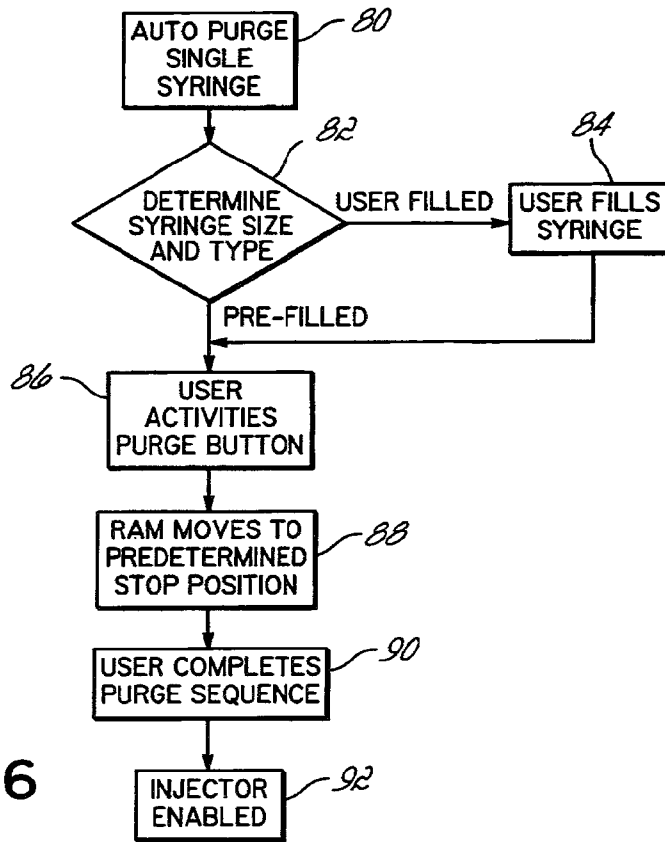 80
AUTO PURGE
SINGLE
SYRINGE
82
84
DETERMINE
SYRINGE SIZE
AND TYPE
USER FILLED
USER FILLS
SYRINGE
PRE-FILLED
86
USER
ACTIVITIES
PURGE BUTTON
RAM MOVES TO
PREDETERMINED
STOP POSITION
88
USER COMPLETES
PURGE SEQUENCE
90
6
INJECTOR
ENABLED
92